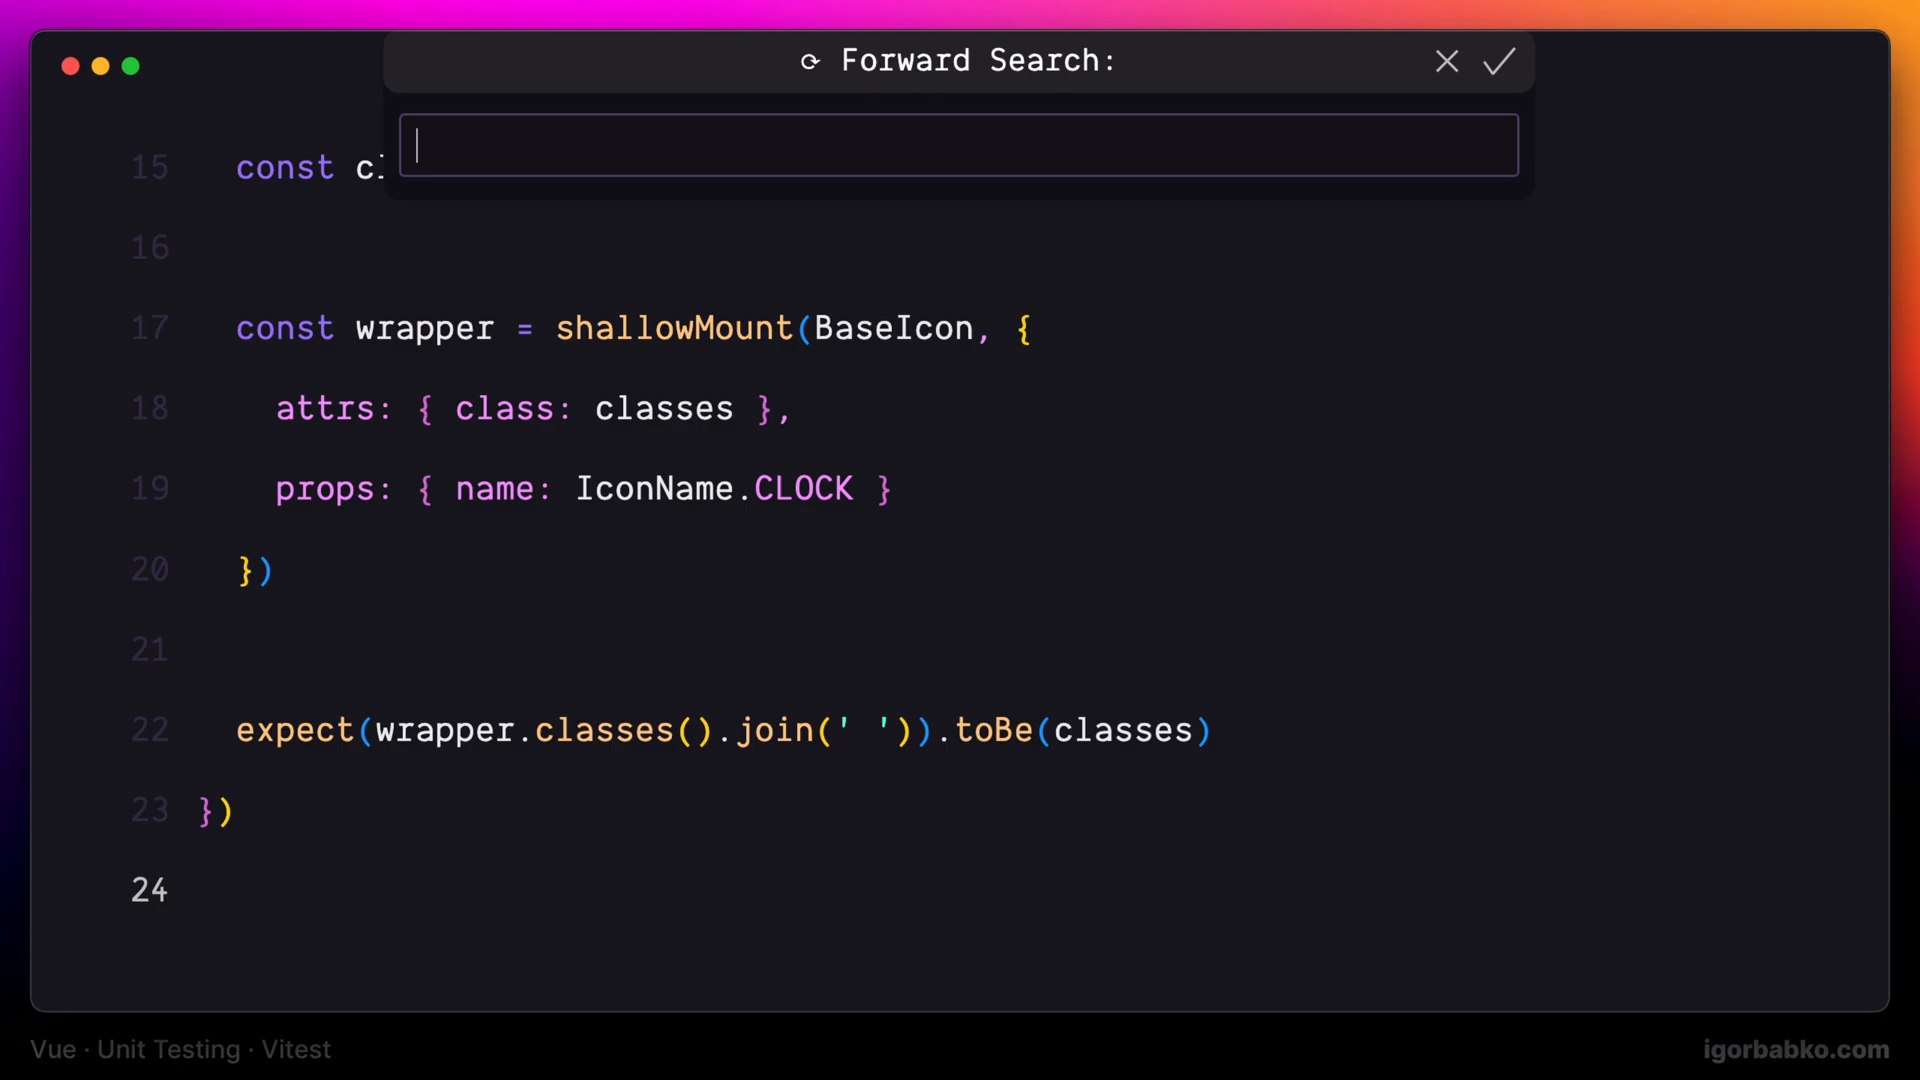 ⟳ Forward Search:
15 const cl
16
17 const wrapper = shallowMount(BaseIcon, {
18 attrs: { class: classes },
19 props: { name: IconName.CLOCK }
20 })
21
22 expect(wrapper.classes().join(' ')).toBe(classes)
23 })
24
Vue · Unit Testing · Vitest
igorbabko.com